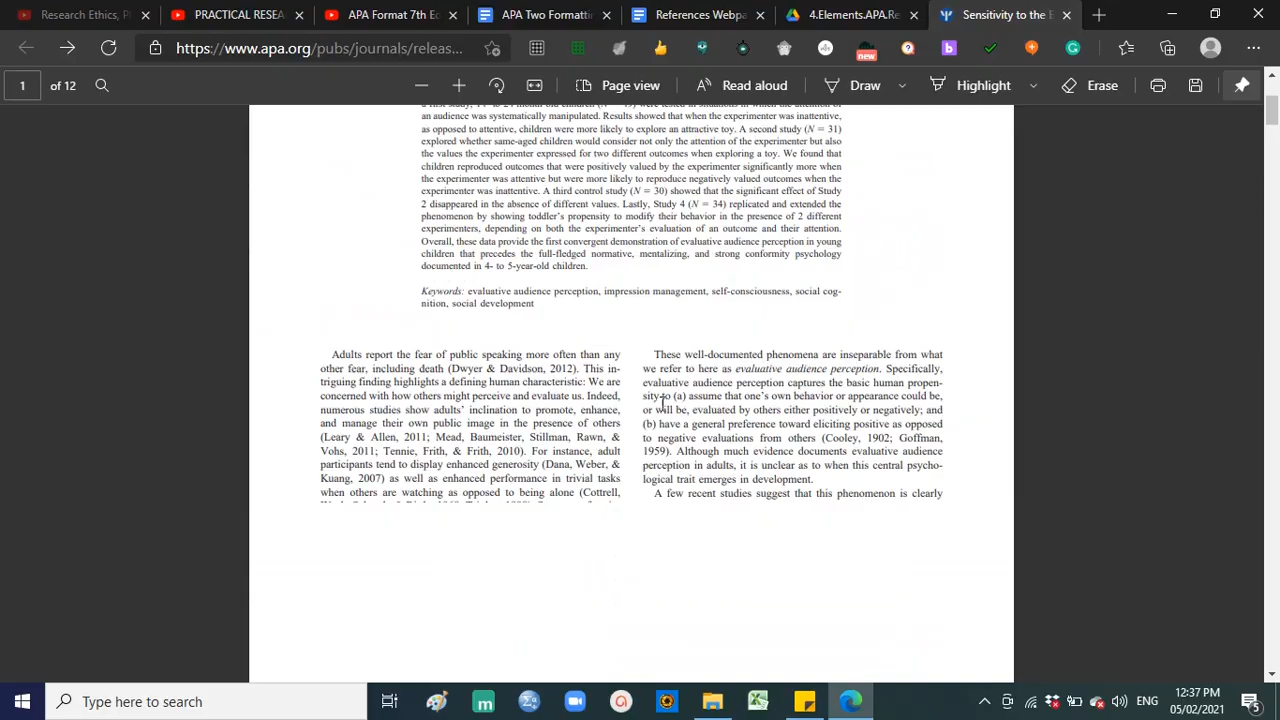 Research Ethics, P
PRACTICAL RESEA
APA.Format 7th Ec
APA Two Formattin
References Webpa
4.Elements.APA.Re
Sensitivity to the E
https://www.apa.org/pubs/journals/releas...
new
1 of 12
Page view
Read aloud
Draw
Highlight
Erase
an audience was systematically manipulated. Results showed that when the experimenter was inattentive,
as opposed to attentive, children were more likely to explore an attractive toy. A second study (N = 31)
explored whether same-aged children would consider not only the attention of the experimenter but also
the values the experimenter expressed for two different outcomes when exploring a toy. We found that
children reproduced outcomes that were positively valued by the experimenter significantly more when
the experimenter was attentive but were more likely to reproduce negatively valued outcomes when the
experimenter was inattentive. A third control study (N = 30) showed that the significant effect of Study
2 disappeared in the absence of different values. Lastly, Study 4 (N = 34) replicated and extended the
phenomenon by showing toddler's propensity to modify their behavior in the presence of 2 different
experimenters, depending on both the experimenter's evaluation of an outcome and their attention.
Overall, these data provide the first convergent demonstration of evaluative audience perception in young
children that precedes the full-fledged normative, mentalizing, and strong conformity psychology
documented in 4- to 5-year-old children.
Keywords: evaluative audience perception, impression management, self-consciousness, social cog-
nition, social development
Adults report the fear of public speaking more often than any
other fear, including death (Dwyer & Davidson, 2012). This in-
triguing finding highlights a defining human characteristic: We are
concerned with how others might perceive and evaluate us. Indeed,
numerous studies show adults' inclination to promote, enhance,
and manage their own public image in the presence of others
(Leary & Allen, 2011; Mead, Baumeister, Stillman, Rawn, &
Vohs, 2011; Tennie, Frith, & Frith, 2010). For instance, adult
participants tend to display enhanced generosity (Dana, Weber, &
Kuang, 2007) as well as enhanced performance in trivial tasks
when others are watching as opposed to being alone (Cottrell,
These well-documented phenomena are inseparable from what
we refer to here as evaluative audience perception. Specifically,
evaluative audience perception captures the basic human propen-
sity to (a) assume that one's own behavior or appearance could be,
or will be, evaluated by others either positively or negatively; and
(b) have a general preference toward eliciting positive as opposed
to negative evaluations from others (Cooley, 1902; Goffman,
1959). Although much evidence documents evaluative audience
perception in adults, it is unclear as to when this central psycho-
logical trait emerges in development.
A few recent studies suggest that this phenomenon is clearly
Type here to search
ENG
12:37 PM
05/02/2021
5